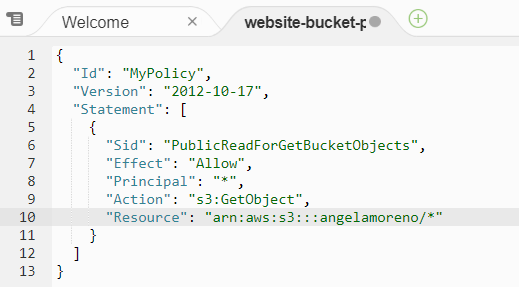 Welcome
website-bucket-p
1 {
2   "Id": "MyPolicy",
3   "Version": "2012-10-17",
4   "Statement": [
5     {
6       "Sid": "PublicReadForGetBucketObjects",
7       "Effect": "Allow",
8       "Principal": "*",
9       "Action": "s3:GetObject",
10       "Resource": "arn:aws:s3:::angelamoreno/*"
11     }
12   ]
13 }